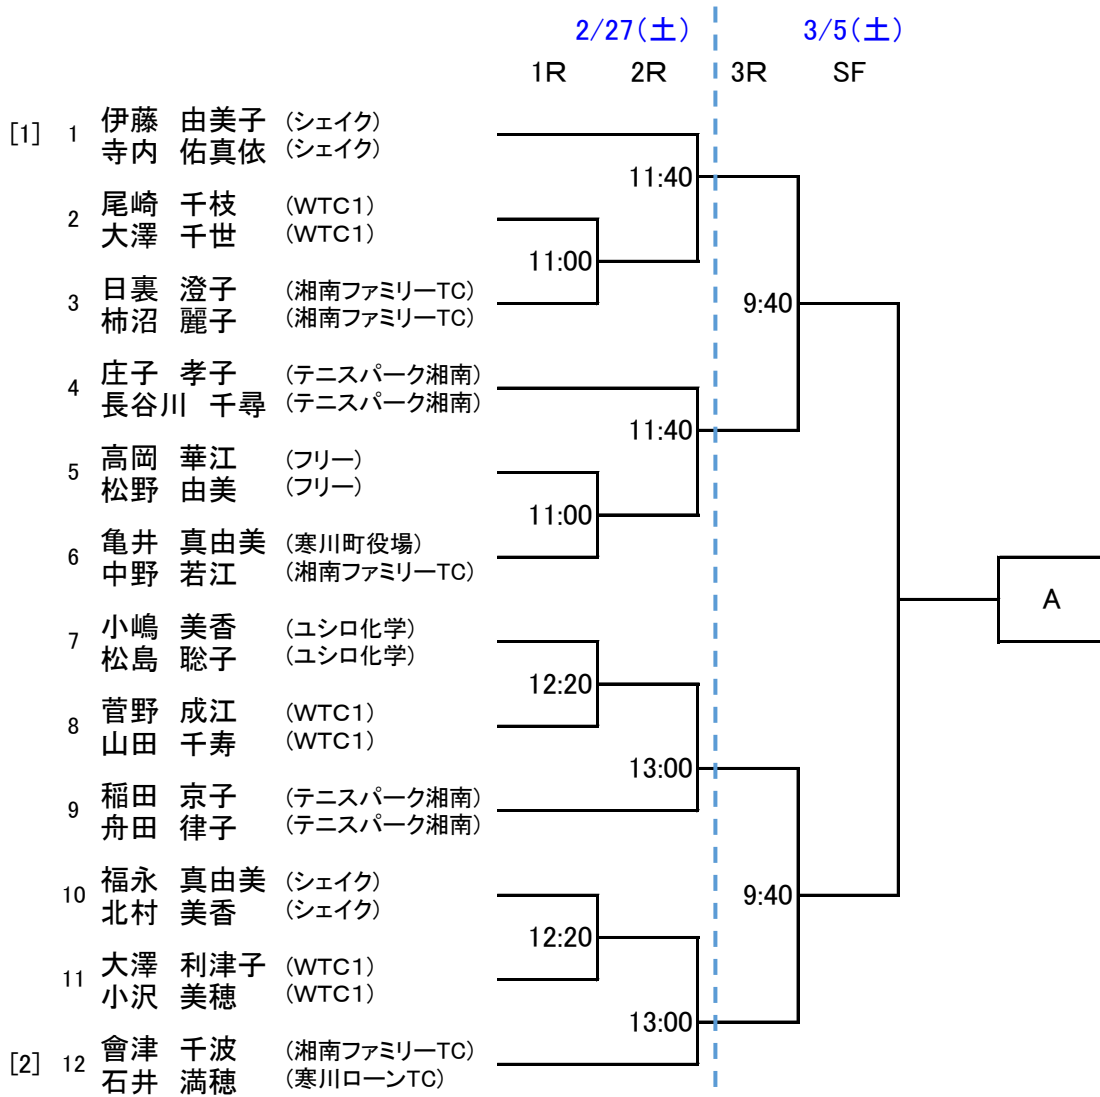 2/27(土) 3/5(土)
1R 2R 3R SF
[1] 1 伊藤 由美子 (シェイク)
寺内 佑真依 (シェイク)
11:40
2 尾崎 千枝 (WTC1)
大澤 千世 (WTC1)
11:00
3 日裏 澄子 (湘南ファミリーTC)
柿沼 麗子 (湘南ファミリーTC)
9:40
4 庄子 孝子 (テニスパーク湘南)
長谷川 千尋 (テニスパーク湘南)
11:40
5 高岡 華江 (フリー)
松野 由美 (フリー)
11:00
6 亀井 真由美 (寒川町役場)
中野 若江 (湘南ファミリーTC)
A
7 小嶋 美香 (ユシロ化学)
松島 聡子 (ユシロ化学)
12:20
8 菅野 成江 (WTC1)
山田 千寿 (WTC1)
13:00
9 稲田 京子 (テニスパーク湘南)
舟田 律子 (テニスパーク湘南)
10 福永 真由美 (シェイク)
北村 美香 (シェイク)
9:40
12:20
11 大澤 利津子 (WTC1)
小沢 美穂 (WTC1)
13:00
[2] 12 會津 千波 (湘南ファミリーTC)
石井 満穂 (寒川ローンTC)